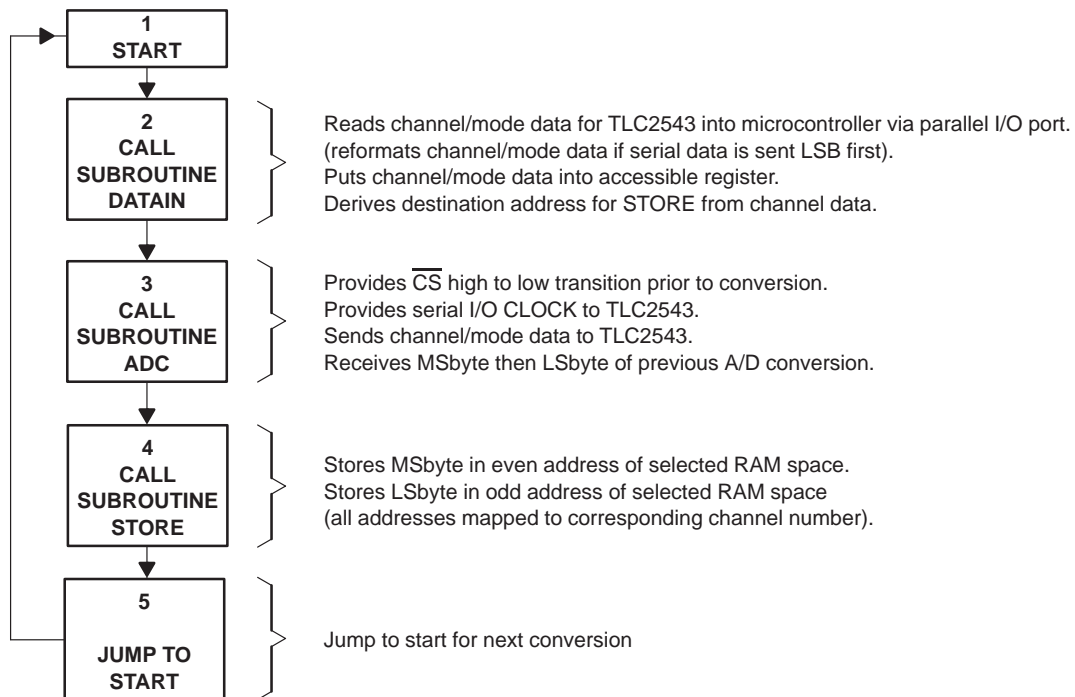 1
START
2
CALL
SUBROUTINE
DATAIN
Reads channel/mode data for TLC2543 into microcontroller via parallel I/O port.
(reformats channel/mode data if serial data is sent LSB first).
Puts channel/mode data into accessible register.
Derives destination address for STORE from channel data.
3
CALL
SUBROUTINE
ADC
Provides C̅S̅ high to low transition prior to conversion.
Provides serial I/O CLOCK to TLC2543.
Sends channel/mode data to TLC2543.
Receives MSbyte then LSbyte of previous A/D conversion.
4
CALL
SUBROUTINE
STORE
Stores MSbyte in even address of selected RAM space.
Stores LSbyte in odd address of selected RAM space
(all addresses mapped to corresponding channel number).
5
JUMP TO
START
Jump to start for next conversion